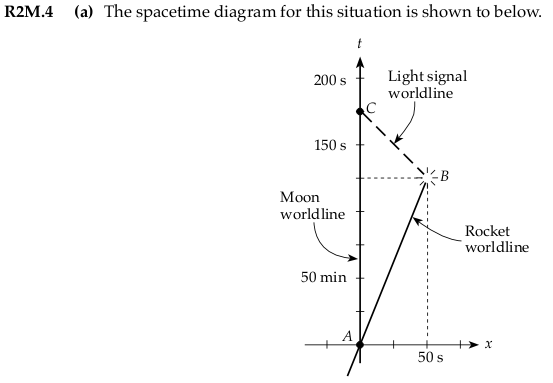 R2M.4 (a) The spacetime diagram for this situation is shown to below.
t
200 s
Light signal
worldline
C
150 s
B
Moon
worldline
Rocket
worldline
50 min
A
x
50 s